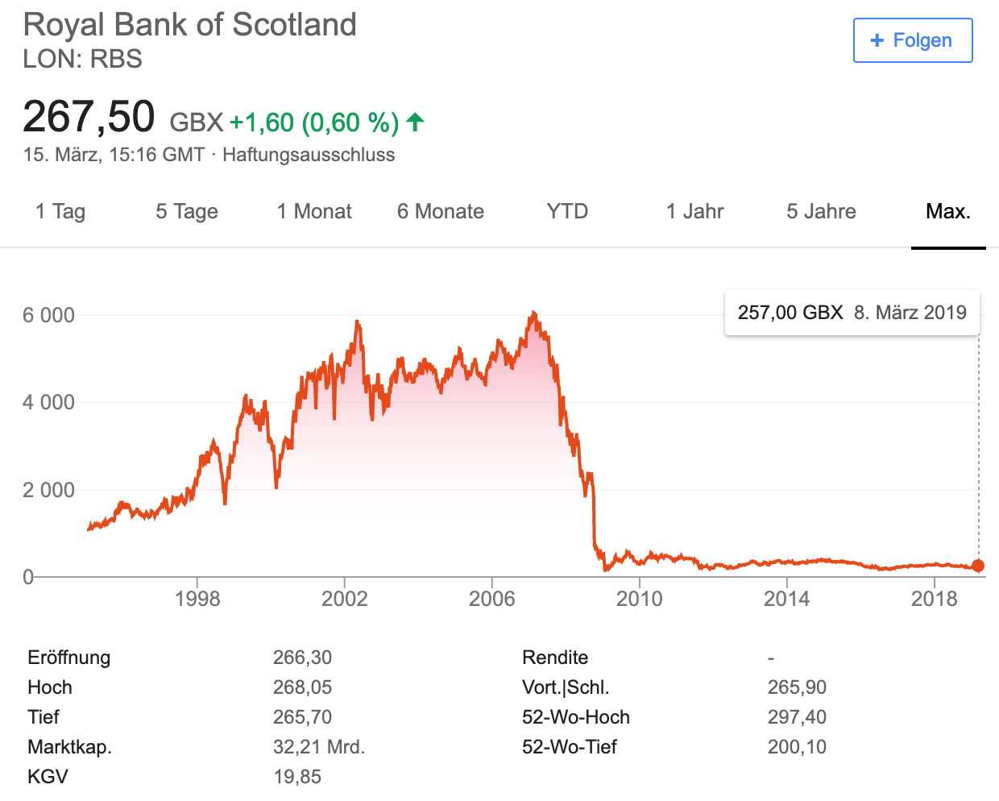 Royal Bank of Scotland
LON: RBS
+ Folgen
267,50 GBX +1,60 (0,60 %)
15. März, 15:16 GMT · Haftungsausschluss
1 Tag 5 Tage 1 Monat 6 Monate YTD 1 Jahr 5 Jahre Max.
257,00 GBX 8. März 2019
6 000
4 000
2 000
0
1998 2002 2006 2010 2014 2018
Eröffnung 266,30 Rendite -
Hoch 268,05 Vort.|Schl. 265,90
Tief 265,70 52-Wo-Hoch 297,40
Marktkap. 32,21 Mrd. 52-Wo-Tief 200,10
KGV 19,85